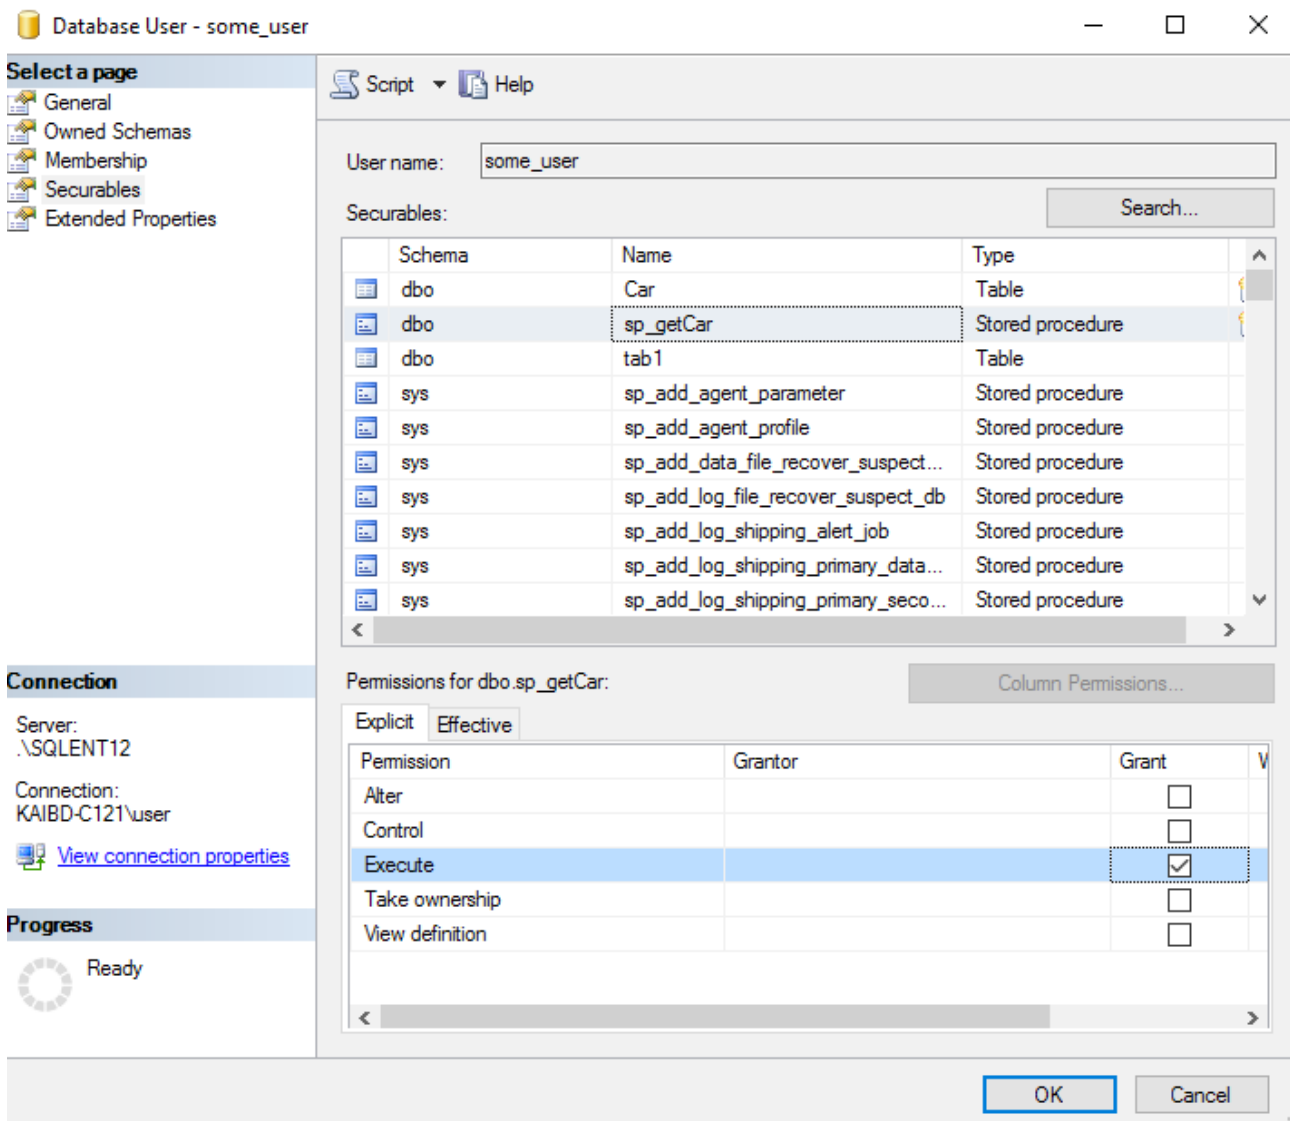 Database User - some_user
Select a page
General
Owned Schemas
Membership
Securables
Extended Properties
Script Help
User name: some_user
Securables: Search...
Schema Name Type
dbo Car Table
dbo sp_getCar Stored procedure
dbo tab1 Table
sys sp_add_agent_parameter Stored procedure
sys sp_add_agent_profile Stored procedure
sys sp_add_data_file_recover_suspect... Stored procedure
sys sp_add_log_file_recover_suspect_db Stored procedure
sys sp_add_log_shipping_alert_job Stored procedure
sys sp_add_log_shipping_primary_data... Stored procedure
sys sp_add_log_shipping_primary_seco... Stored procedure
Connection
Server:
.\SQLENT12
Connection:
KAIBD-C121\user
View connection properties
Progress
Ready
Permissions for dbo.sp_getCar: Column Permissions...
Explicit Effective
Permission Grantor Grant
Alter
Control
Execute
Take ownership
View definition
OK Cancel